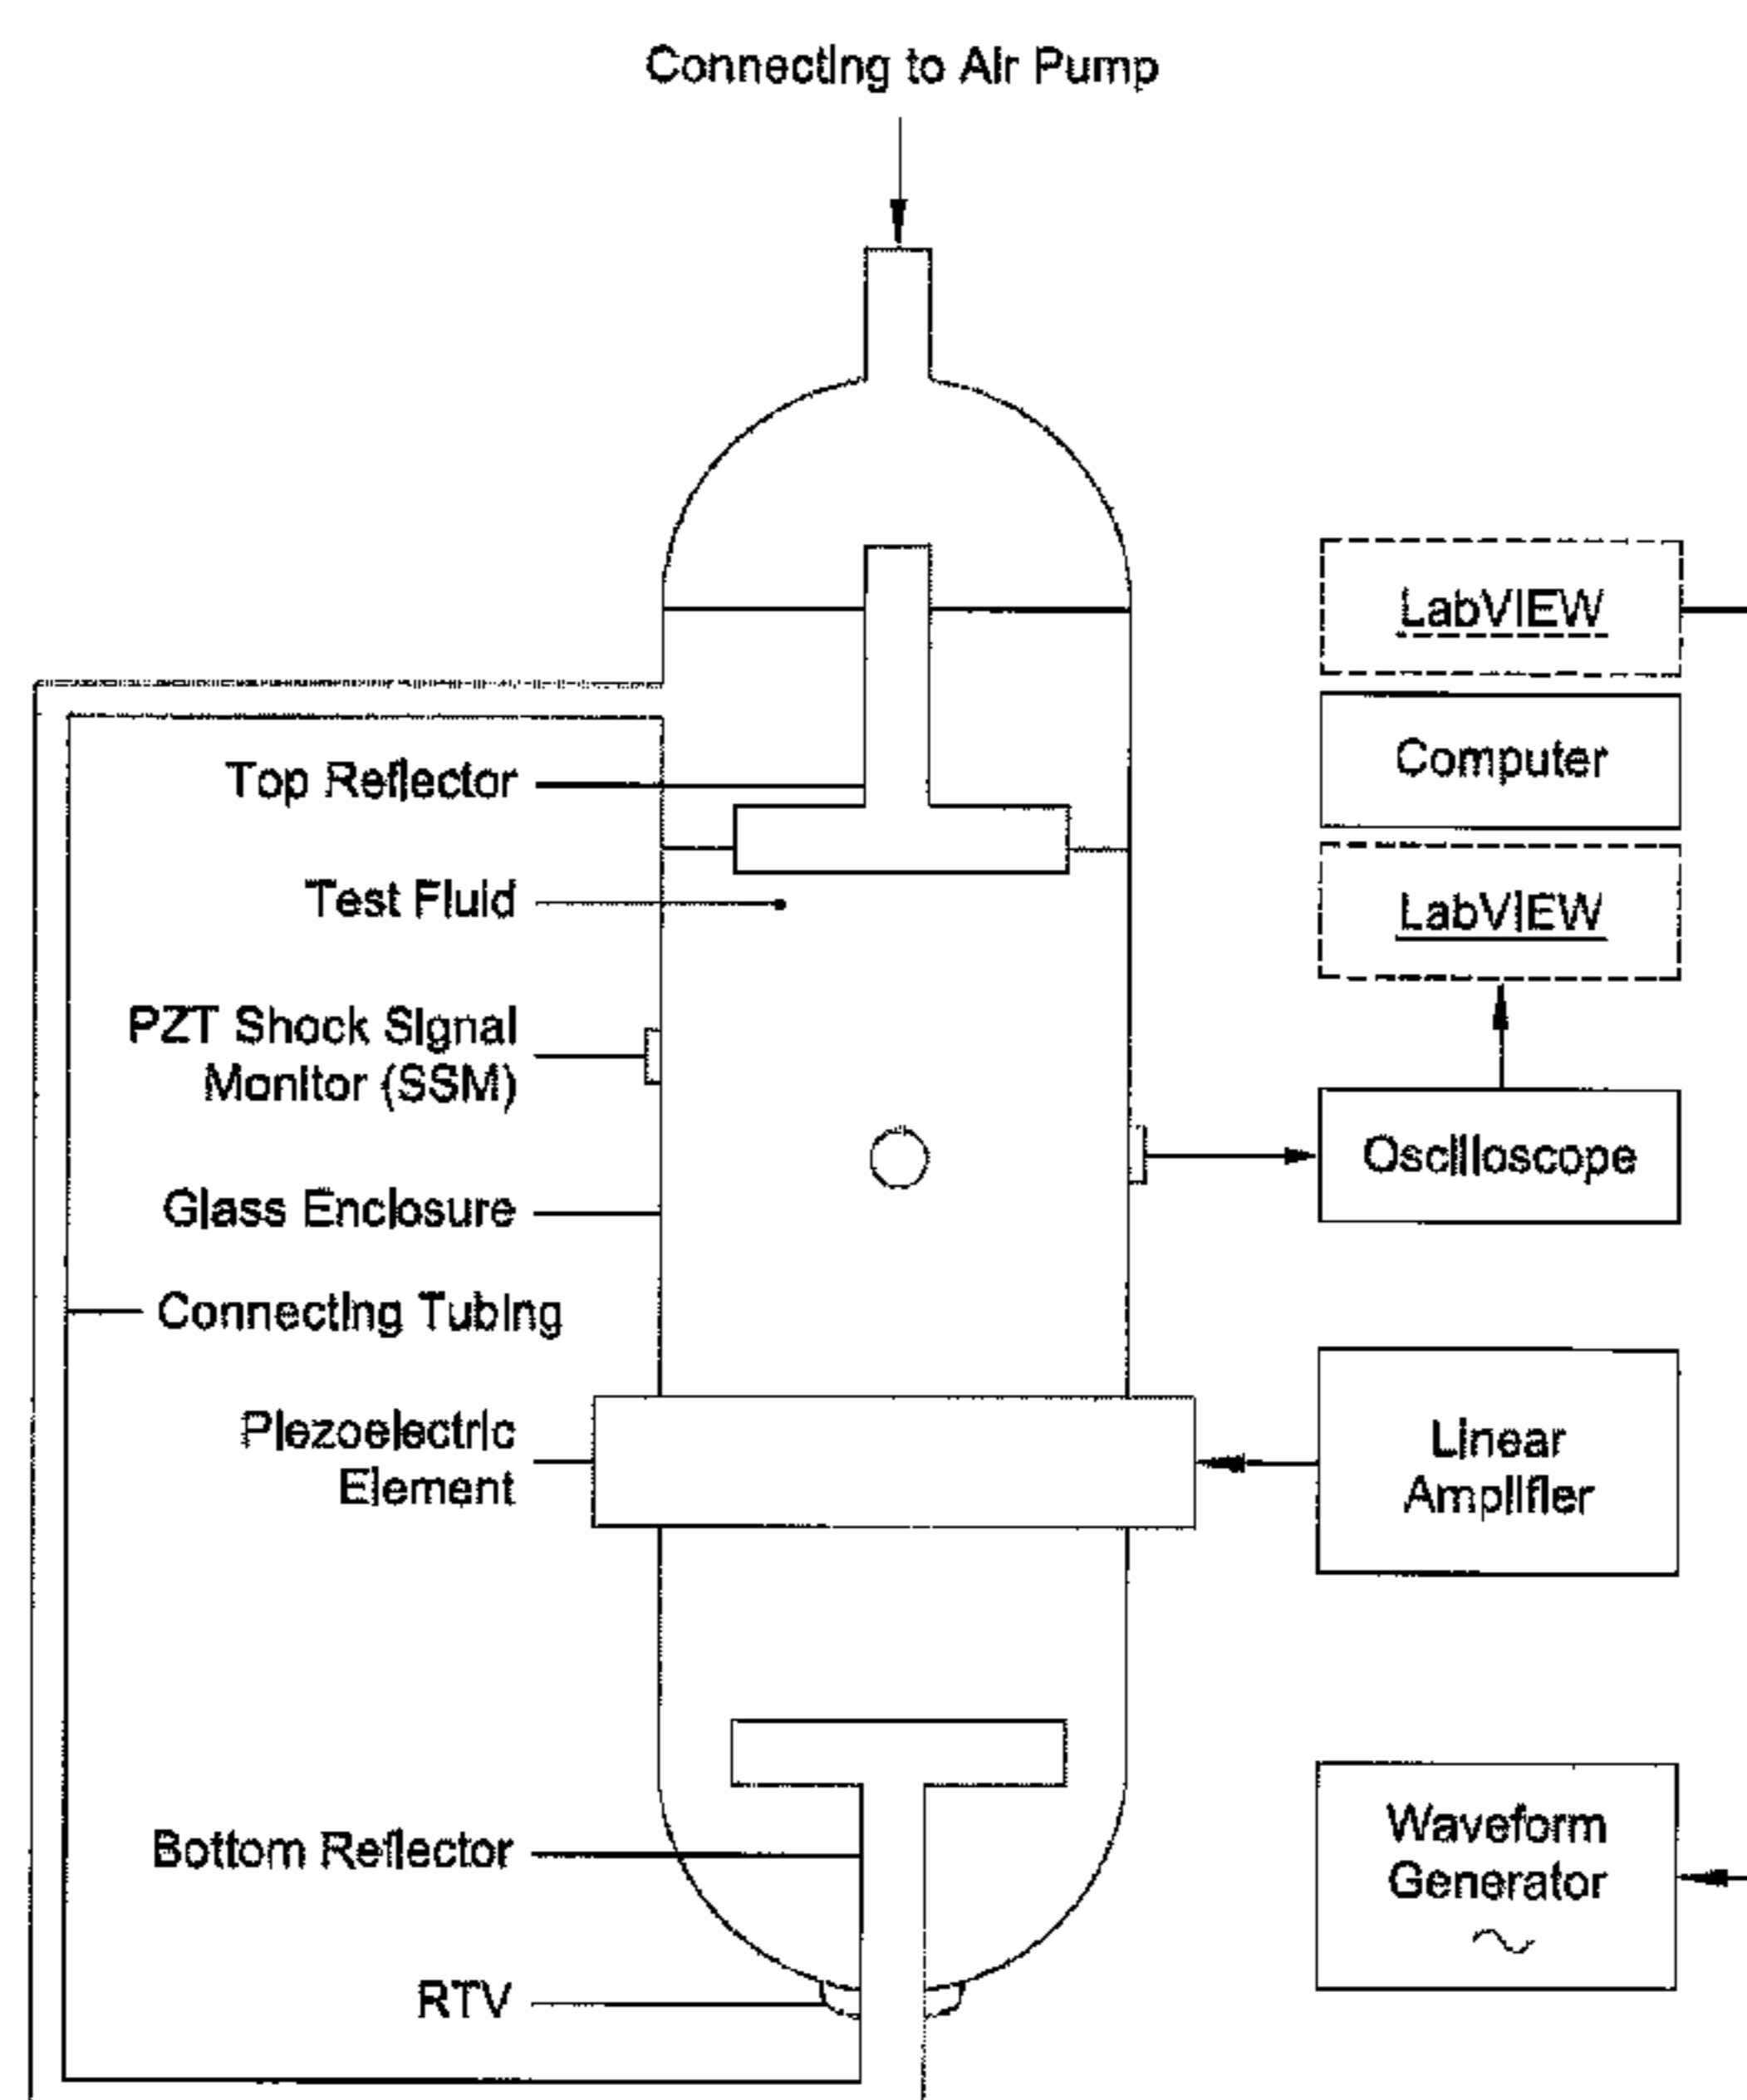 Connecting to Air Pump
LabVIEW
Computer
LabVIEW
Top Reflector
Test Fluid
PZT Shock Signal
Monitor (SSM)
Oscilloscope
Glass Enclosure
Connecting Tubing
Piezoelectric
Element
Linear
Amplifier
Waveform
Generator
Bottom Reflector
RTV